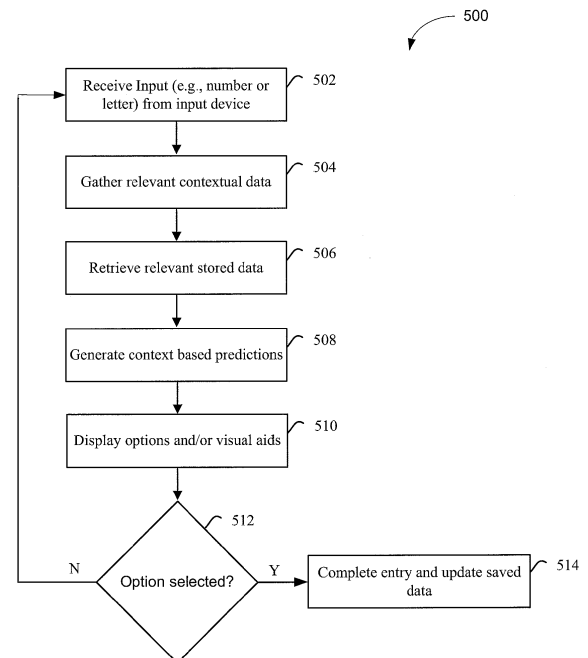 500
Receive Input (e.g., number or
letter) from input device
502
Gather relevant contextual data
504
Retrieve relevant stored data
506
Generate context based predictions
508
Display options and/or visual aids
510
512
Option selected?
N
Y
Complete entry and update saved
data
514